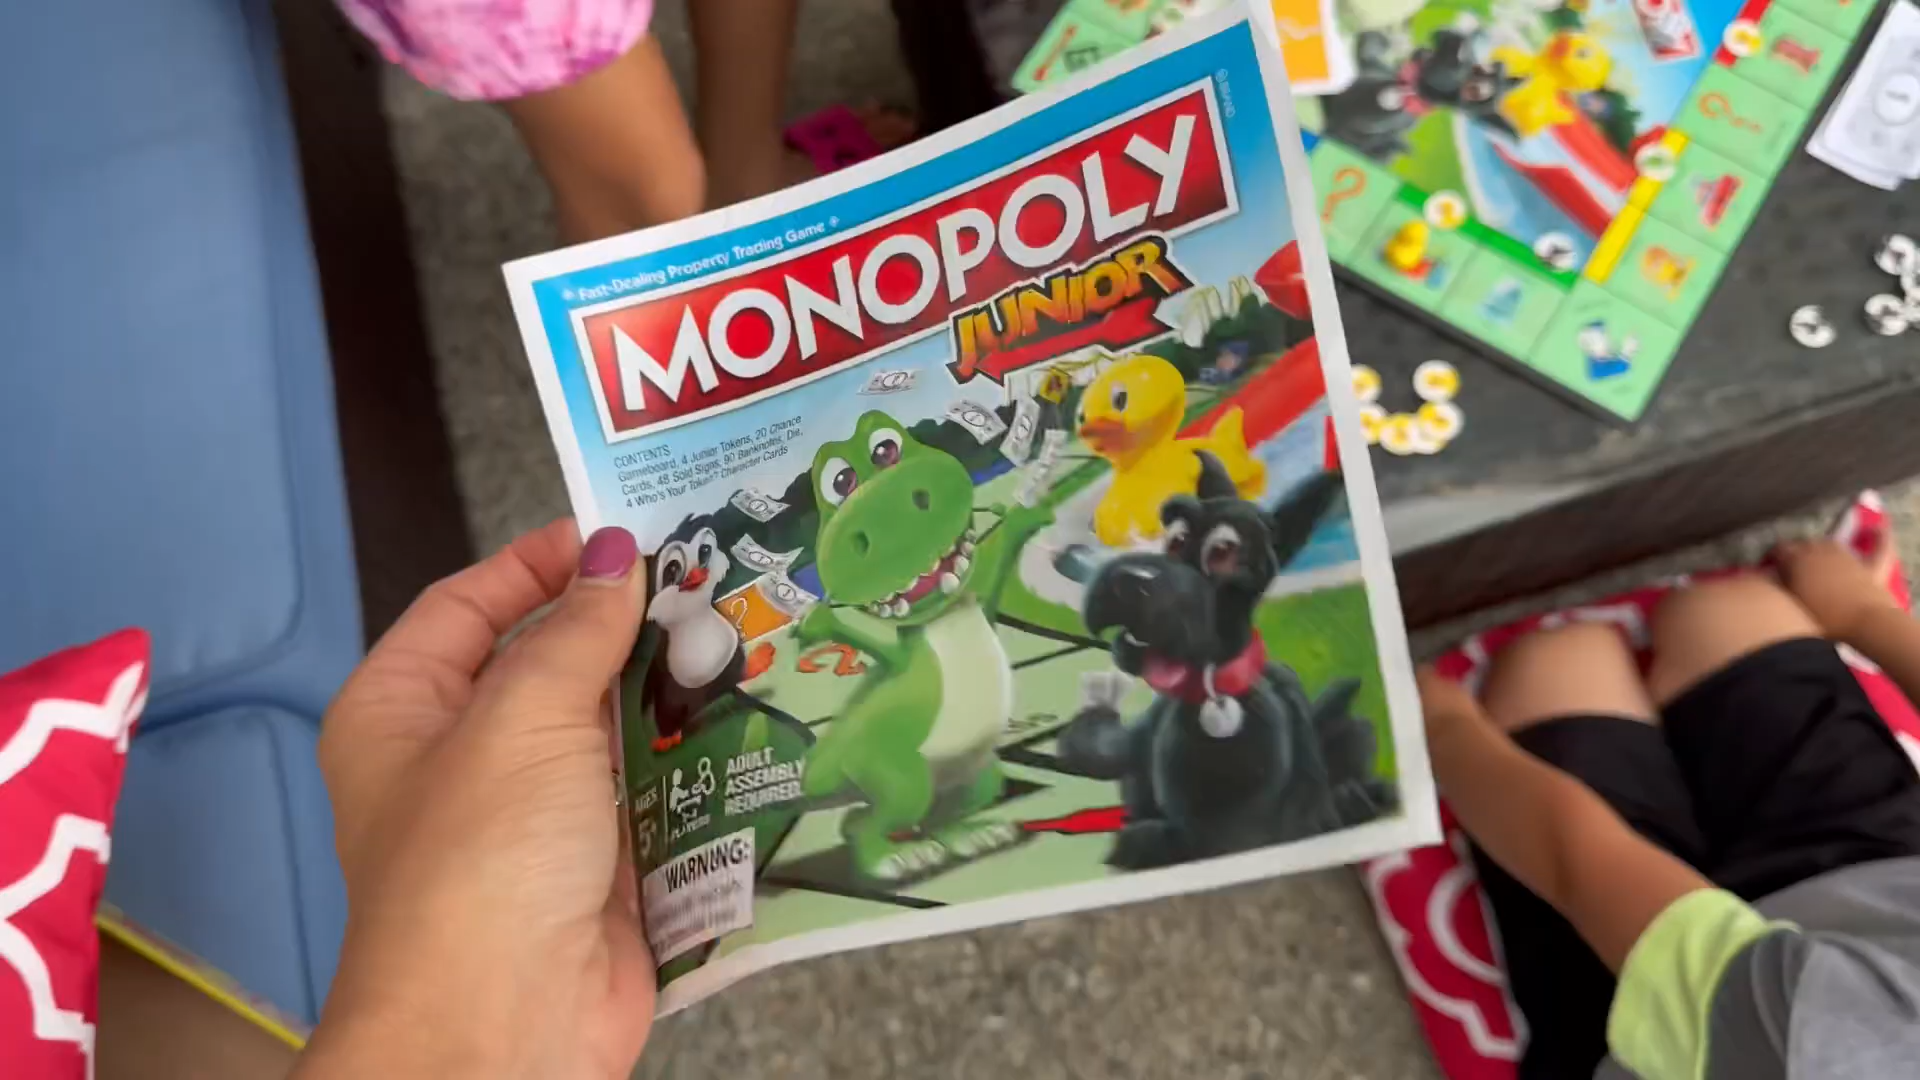 * Fast-Dealing Property Trading Game *
MONOPOLY
JUNIOR
CONTENTS
Gameboard, 4 Junior Tokens, 20 Chance
Cards, 48 Sold Signs, 90 Banknotes, Die,
4 Who's Your Token? Character Cards
AGES
5+
PLAYERS
ADULT
ASSEMBLY
REQUIRED.
WARNING: